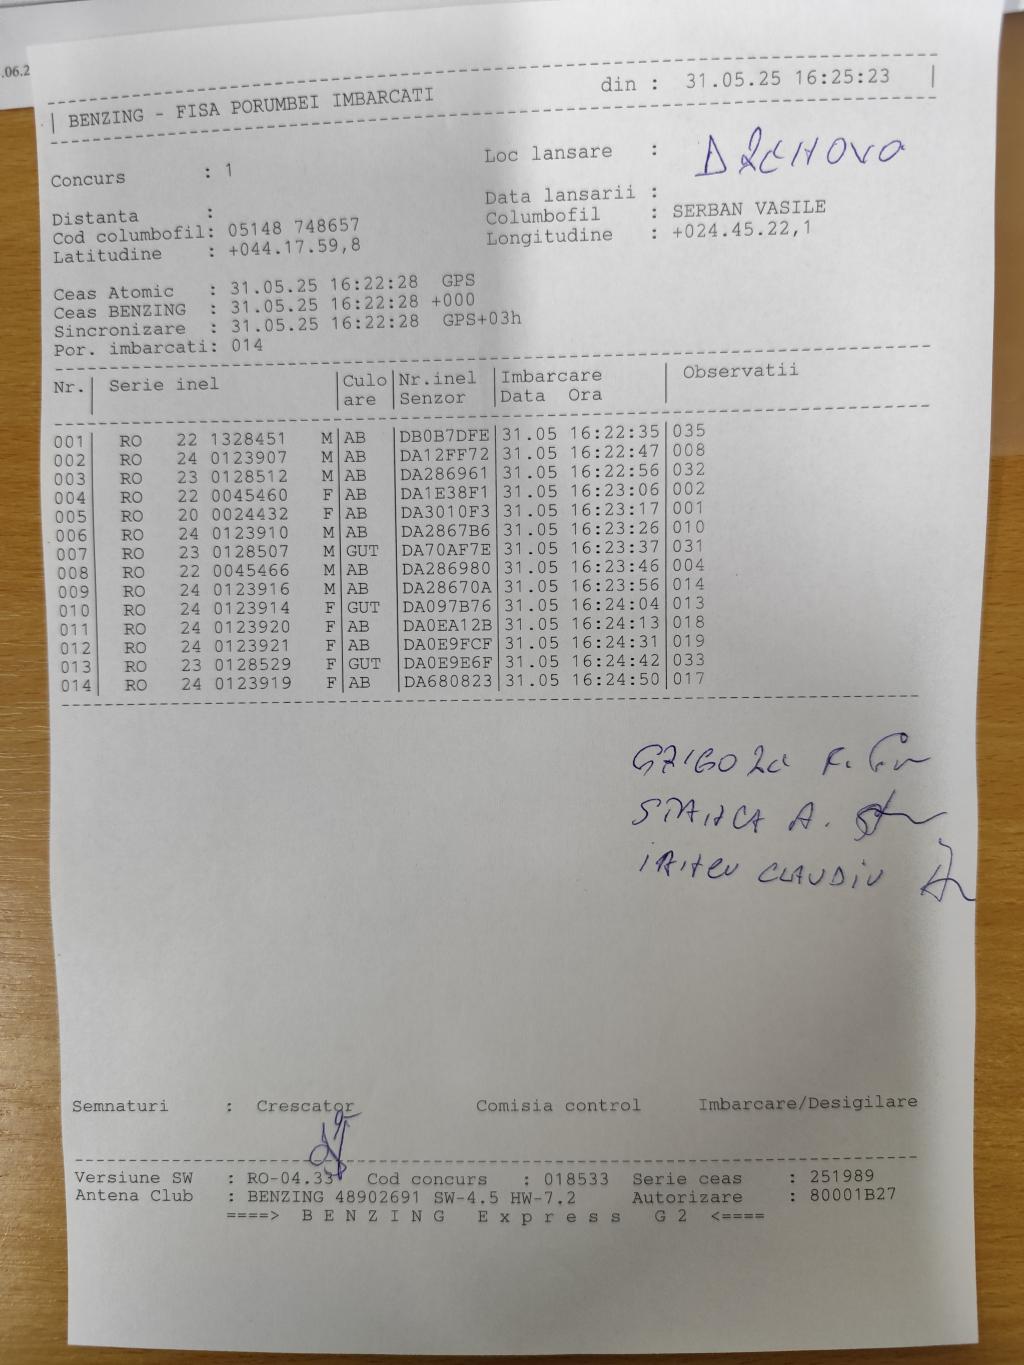 .06.2
BENZING - FISA PORUMBEI IMBARCATI din : 31.05.25 16:25:23
Concurs : 1 Loc lansare : DRENOVO
Distanta : Data lansarii :
Cod columbofil: 05148 748657 Columbofil : SERBAN VASILE
Latitudine : +044.17.59,8 Longitudine : +024.45.22,1
Ceas Atomic : 31.05.25 16:22:28 GPS
Ceas BENZING : 31.05.25 16:22:28 +000
Sincronizare : 31.05.25 16:22:28 GPS+03h
Por. imbarcati: 014
Nr.| Serie inel |Culo|Nr.inel |Imbarcare | Observatii
| |are |Senzor |Data Ora |
001| RO 22 1328451 M|AB |DB0B7DFE|31.05 16:22:35|035
002| RO 24 0123907 M|AB |DA12FF72|31.05 16:22:47|008
003| RO 23 0128512 M|AB |DA286961|31.05 16:22:56|032
004| RO 22 0045460 F|AB |DA1E38F1|31.05 16:23:06|002
005| RO 20 0024432 F|AB |DA3010F3|31.05 16:23:17|001
006| RO 24 0123910 M|AB |DA2867B6|31.05 16:23:26|010
007| RO 23 0128507 M|GUT |DA70AF7E|31.05 16:23:37|031
008| RO 22 0045466 M|AB |DA286980|31.05 16:23:46|004
009| RO 24 0123916 M|AB |DA28670A|31.05 16:23:56|014
010| RO 24 0123914 F|GUT |DA097B76|31.05 16:24:04|013
011| RO 24 0123920 F|AB |DA0EA12B|31.05 16:24:13|018
012| RO 24 0123921 F|AB |DA0E9FCF|31.05 16:24:31|019
013| RO 23 0128529 F|GUT |DA0E9E6F|31.05 16:24:42|033
014| RO 24 0123919 F|AB |DA680823|31.05 16:24:50|017
GRIGORE F.
STANCA A.
CLAUDIU
Semnaturi : Crescator Comisia control Imbarcare/Desigilare
Versiune SW : RO-04.33 Cod concurs : 018533 Serie ceas : 251989
Antena Club : BENZING 48902691 SW-4.5 HW-7.2 Autorizare : 80001B27
====> B E N Z I N G E x p r e s s G 2 <====